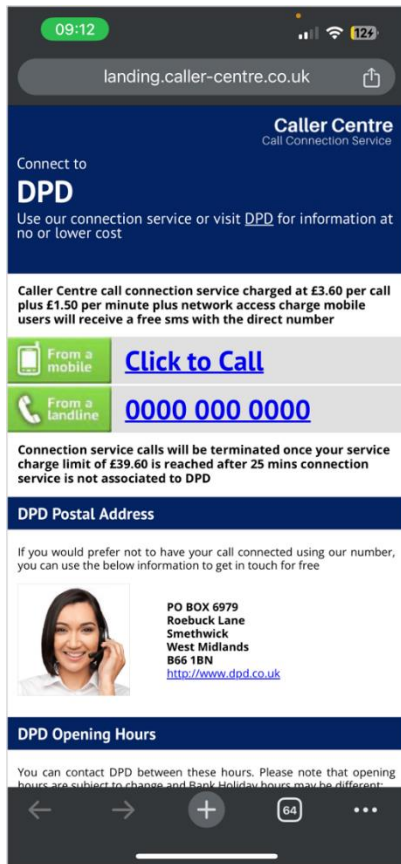 09:12
124
landing.caller-centre.co.uk
Caller Centre
Call Connection Service
Connect to
DPD
Use our connection service or visit DPD for information at
no or lower cost
Caller Centre call connection service charged at £3.60 per call
plus £1.50 per minute plus network access charge mobile
users will receive a free sms with the direct number
From a
mobile
Click to Call
From a
landline
0000 000 0000
Connection service calls will be terminated once your service
charge limit of £39.60 is reached after 25 mins connection
service is not associated to DPD
DPD Postal Address
If you would prefer not to have your call connected using our number,
you can use the below information to get in touch for free
PO BOX 6979
Roebuck Lane
Smethwick
West Midlands
B66 1BN
http://www.dpd.co.uk
DPD Opening Hours
You can contact DPD between these hours. Please note that opening
hours are subject to change and Bank Holiday hours may be different:
64